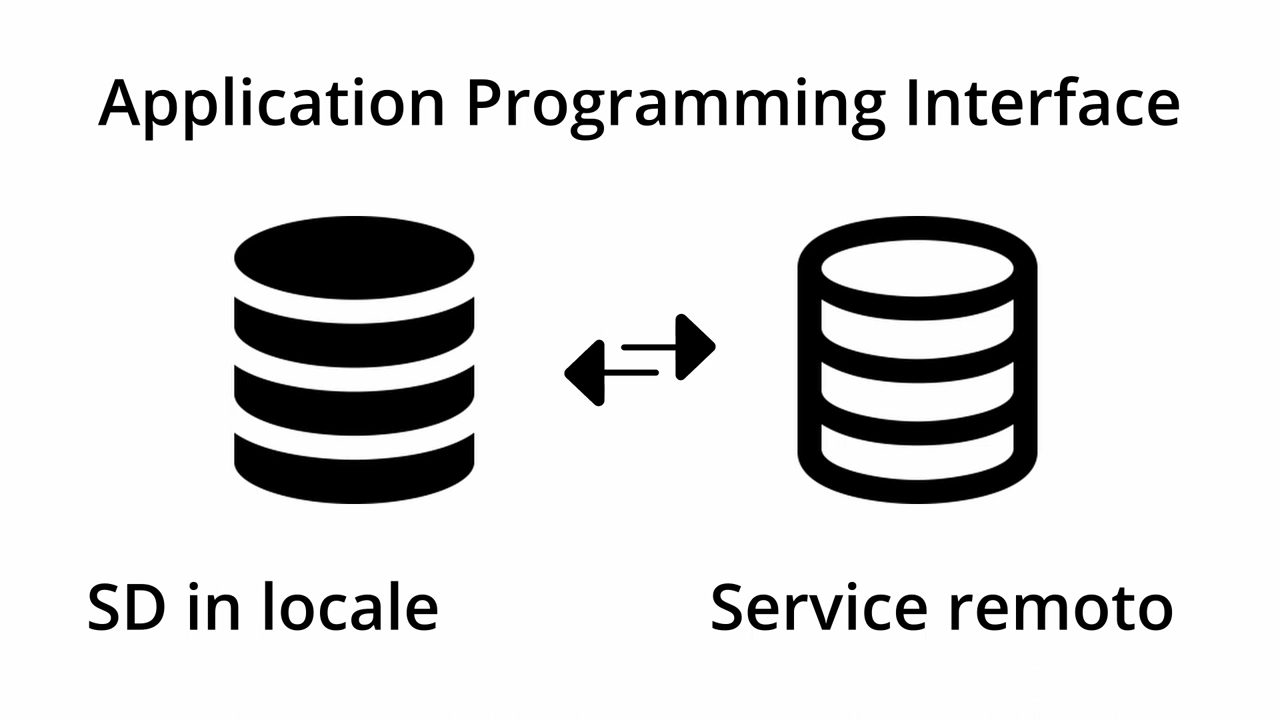 Application Programming Interface
SD in locale
Service remoto